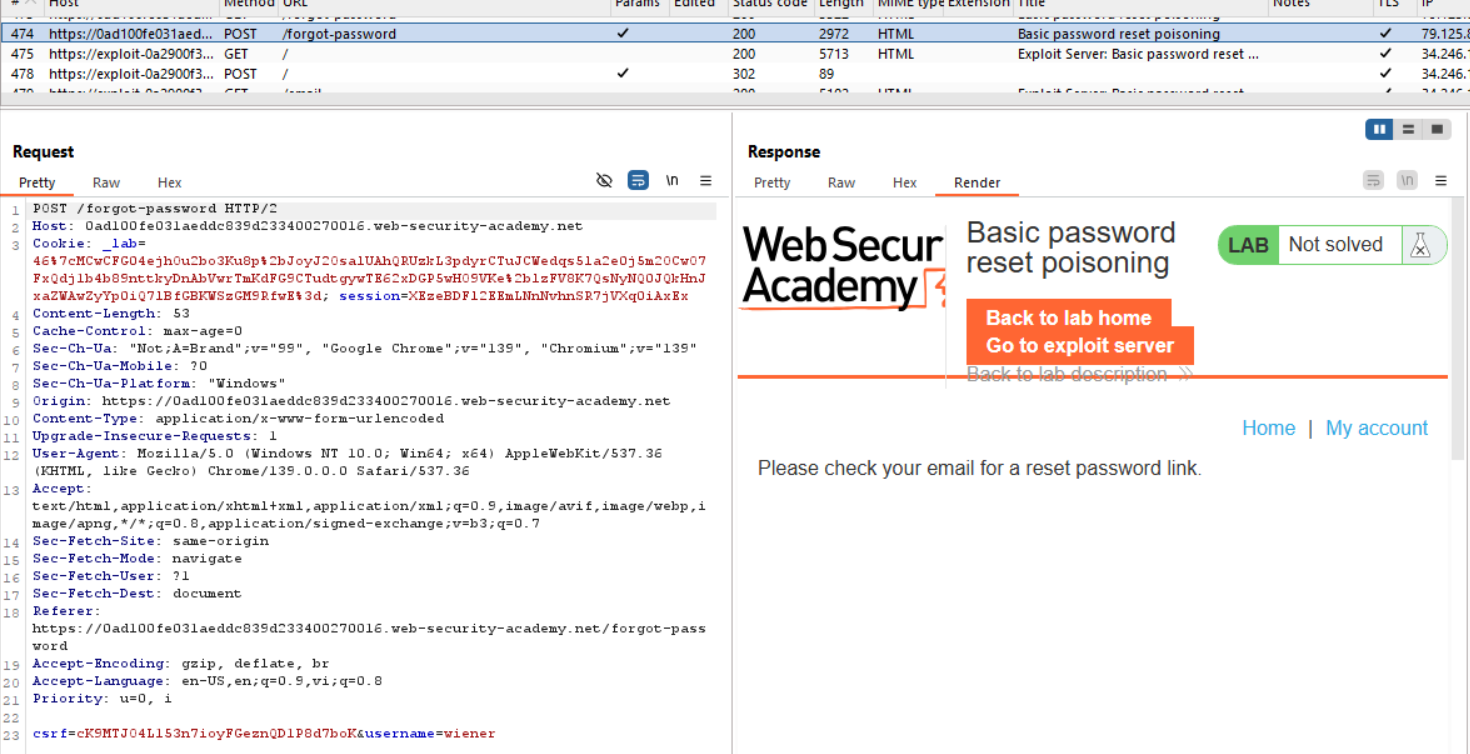 # Host Method URL Params Edited Status code Length MIME type Extension Title Notes TLS IP
474 https://0ad100fe031aed... POST /forgot-password ✓ 200 2972 HTML Basic password reset poisoning ✓ 79.125.8
475 https://exploit-0a2900f3... GET / 200 5713 HTML Exploit Server: Basic password reset ... ✓ 34.246.1
478 https://exploit-0a2900f3... POST / ✓ 302 89 ✓ 34.246.1
Request
Pretty Raw Hex
\n
1 POST /forgot-password HTTP/2
2 Host: 0ad100fe031aeddc839d233400270016.web-security-academy.net
3 Cookie: _lab=
46%7cMCwCFG04ejh0u2bo3Ku8p%2bJoyJ20salUAhQRUzkL3pdyrCTuJCWedqs5la2e0j5m20Cw07
FxQdjlb4b89nttkyDnAbVwrTmKdFG9CTudtgywTE62xDGP5wH09VKe%2blzFV8K7QsNyNQ0JQkHnJ
xaZWAwZyYp0iQ7lBfGBKWSzGM9RfwE%3d; session=XEzeBDF12EEmLNnNvhnSR7jVXq0iAxEx
4 Content-Length: 53
5 Cache-Control: max-age=0
6 Sec-Ch-Ua: "Not;A=Brand";v="99", "Google Chrome";v="139", "Chromium";v="139"
7 Sec-Ch-Ua-Mobile: ?0
8 Sec-Ch-Ua-Platform: "Windows"
9 Origin: https://0ad100fe031aeddc839d233400270016.web-security-academy.net
10 Content-Type: application/x-www-form-urlencoded
11 Upgrade-Insecure-Requests: 1
12 User-Agent: Mozilla/5.0 (Windows NT 10.0; Win64; x64) AppleWebKit/537.36
(KHTML, like Gecko) Chrome/139.0.0.0 Safari/537.36
13 Accept:
text/html,application/xhtml+xml,application/xml;q=0.9,image/avif,image/webp,i
mage/apng,*/*;q=0.8,application/signed-exchange;v=b3;q=0.7
14 Sec-Fetch-Site: same-origin
15 Sec-Fetch-Mode: navigate
16 Sec-Fetch-User: ?1
17 Sec-Fetch-Dest: document
18 Referer:
https://0ad100fe031aeddc839d233400270016.web-security-academy.net/forgot-pass
word
19 Accept-Encoding: gzip, deflate, br
20 Accept-Language: en-US,en;q=0.9,vi;q=0.8
21 Priority: u=0, i
22
23 csrf=cK9MTJ04L153n7ioyFGeznQD1P8d7boK&username=wiener
Response
Pretty Raw Hex Render
\n
Web Secur
Academy
Basic password
reset poisoning
LAB Not solved
Back to lab home
Go to exploit server
Back to lab description
Home | My account
Please check your email for a reset password link.